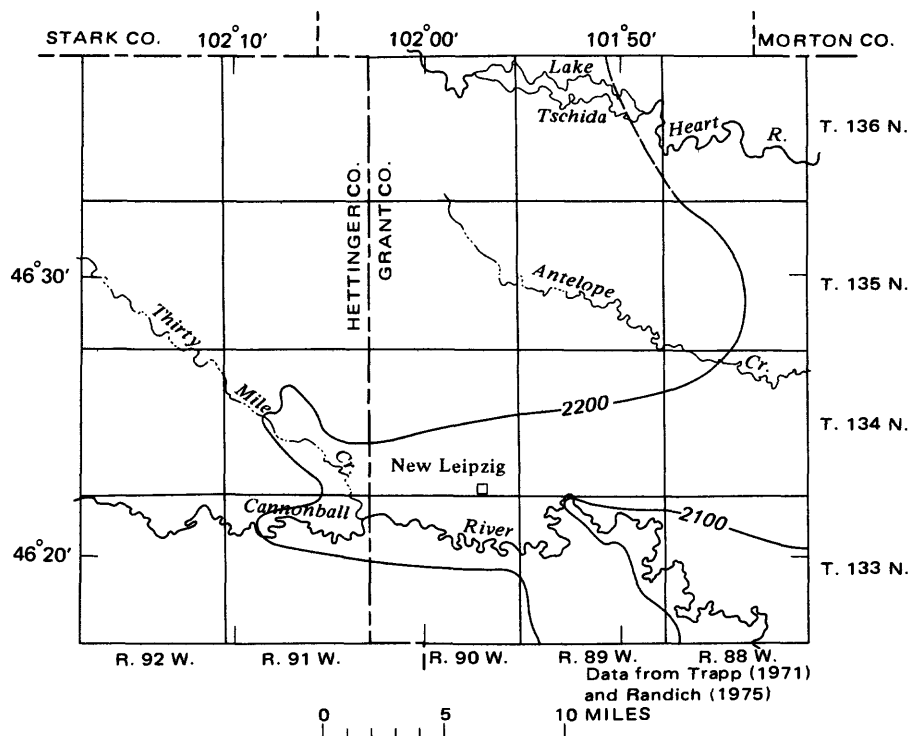 STARK CO. 102°10' 102°00' 101°50' MORTON CO.
Lake
Tschida
Heart R.
T. 136 N.
HETTINGER CO.
GRANT CO.
46°30'
Antelope
T. 135 N.
Thirty
Cr.
Mile
2200
T. 134 N.
Cr.
New Leipzig
Cannonball
River
2100
46°20'
T. 133 N.
R. 92 W. R. 91 W. R. 90 W. R. 89 W. R. 88 W.
Data from Trapp (1971)
and Randich (1975)
0 5 10 MILES